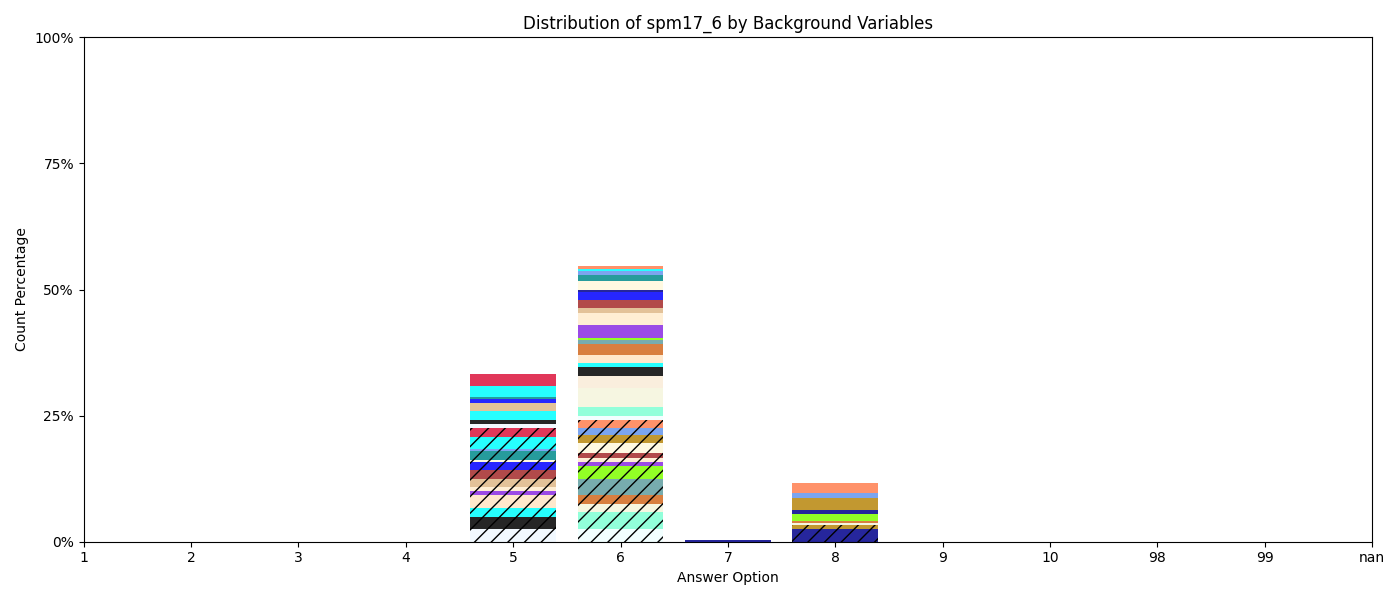 Distribution of spm17_6 by Background Variables
100%
75%
50%
25%
0%
Count Percentage
1 2 3 4 5 6 7 8 9 10 98 99 nan
Answer Option